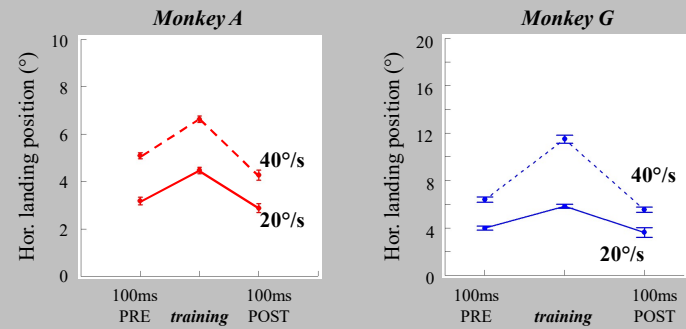 Monkey A
Hor. landing position (°)
10
8
6
4
2
0
40°/s
20°/s
100ms
PRE
training
100ms
POST
Monkey G
Hor. landing position (°)
20
16
12
8
4
0
40°/s
20°/s
100ms
PRE
training
100ms
POST